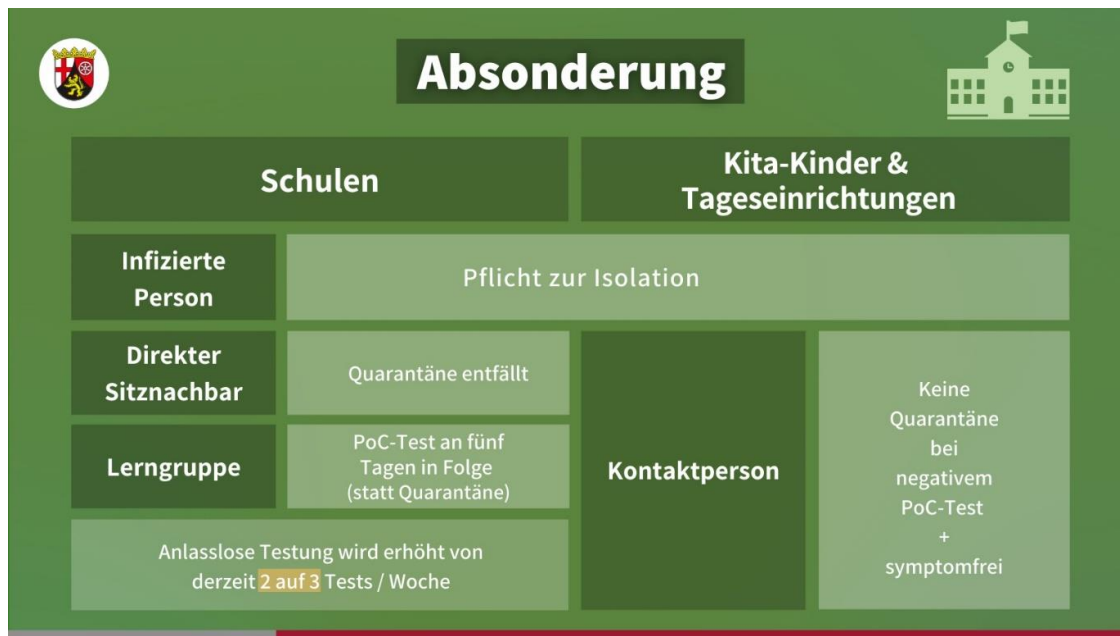 Absonderung
Schulen
Kita-Kinder &
Tageseinrichtungen
Infizierte
Person
Pflicht zur Isolation
Direkter
Sitznachbar
Quarantäne entfällt
Lerngruppe
PoC-Test an fünf
Tagen in Folge
(statt Quarantäne)
Anlasslose Testung wird erhöht von
derzeit 2 auf 3 Tests / Woche
Kontaktperson
Keine
Quarantäne
bei
negativem
PoC-Test
+
symptomfrei